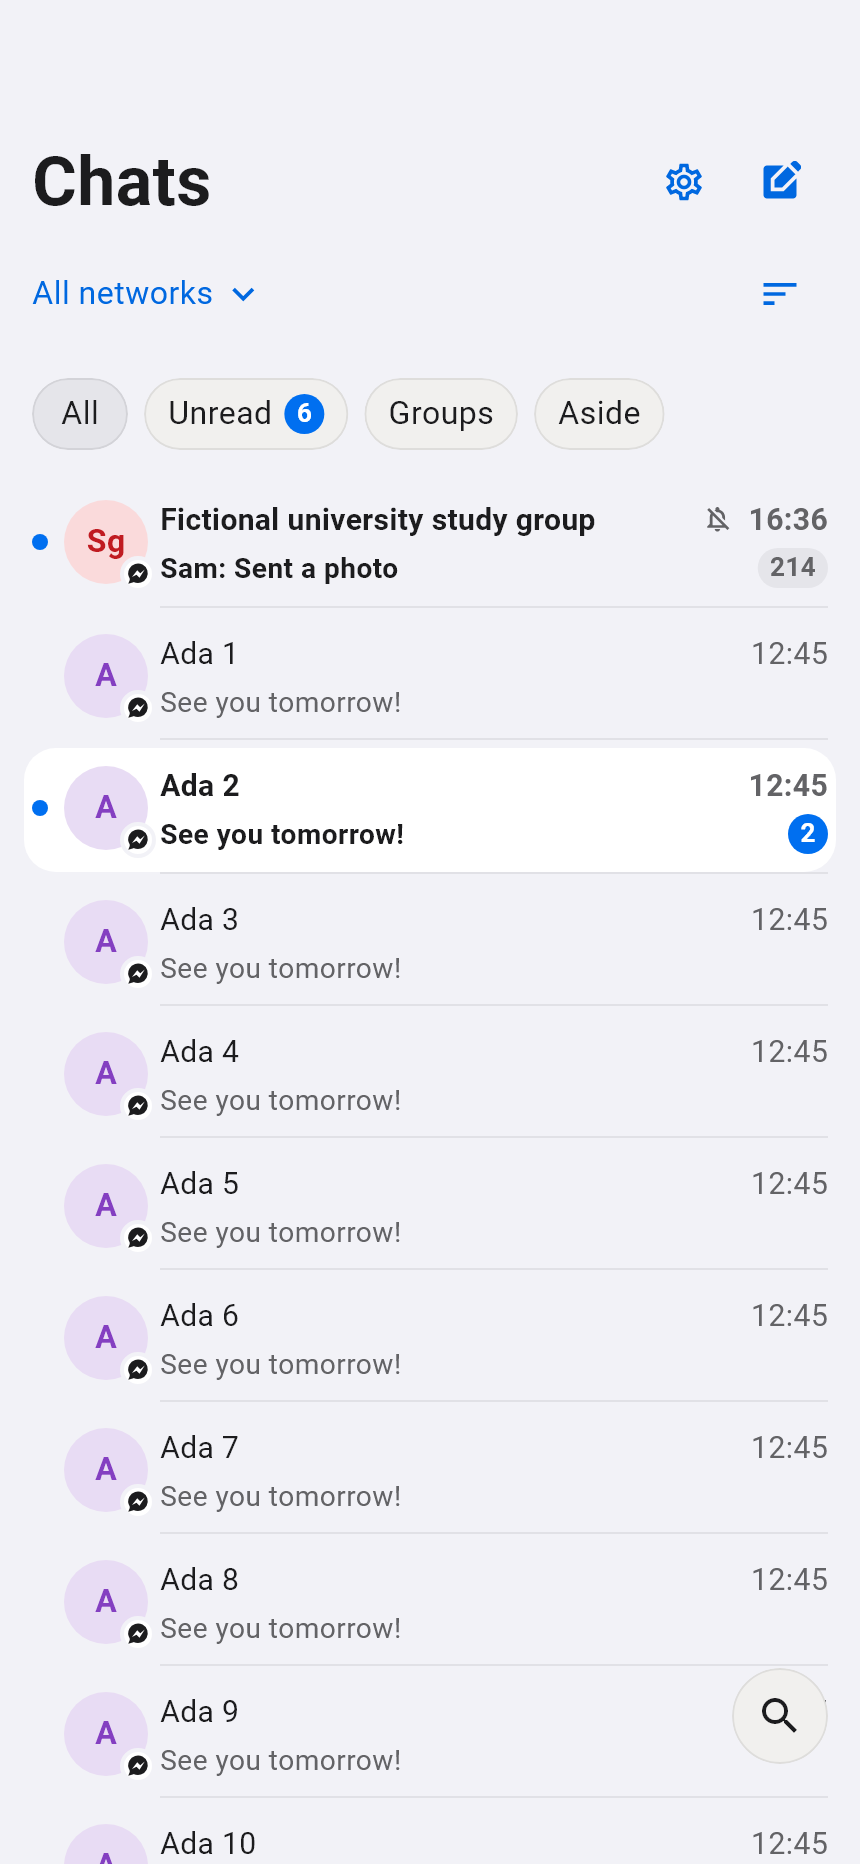 Chats
All networks
All
Unread 6
Groups
Aside
Sg
Fictional university study group 16:36
Sam: Sent a photo 214
A
Ada 1 12:45
See you tomorrow!
A
Ada 2 12:45
See you tomorrow! 2
A
Ada 3 12:45
See you tomorrow!
A
Ada 4 12:45
See you tomorrow!
A
Ada 5 12:45
See you tomorrow!
A
Ada 6 12:45
See you tomorrow!
A
Ada 7 12:45
See you tomorrow!
A
Ada 8 12:45
See you tomorrow!
A
Ada 9
See you tomorrow!
A
Ada 10 12:45